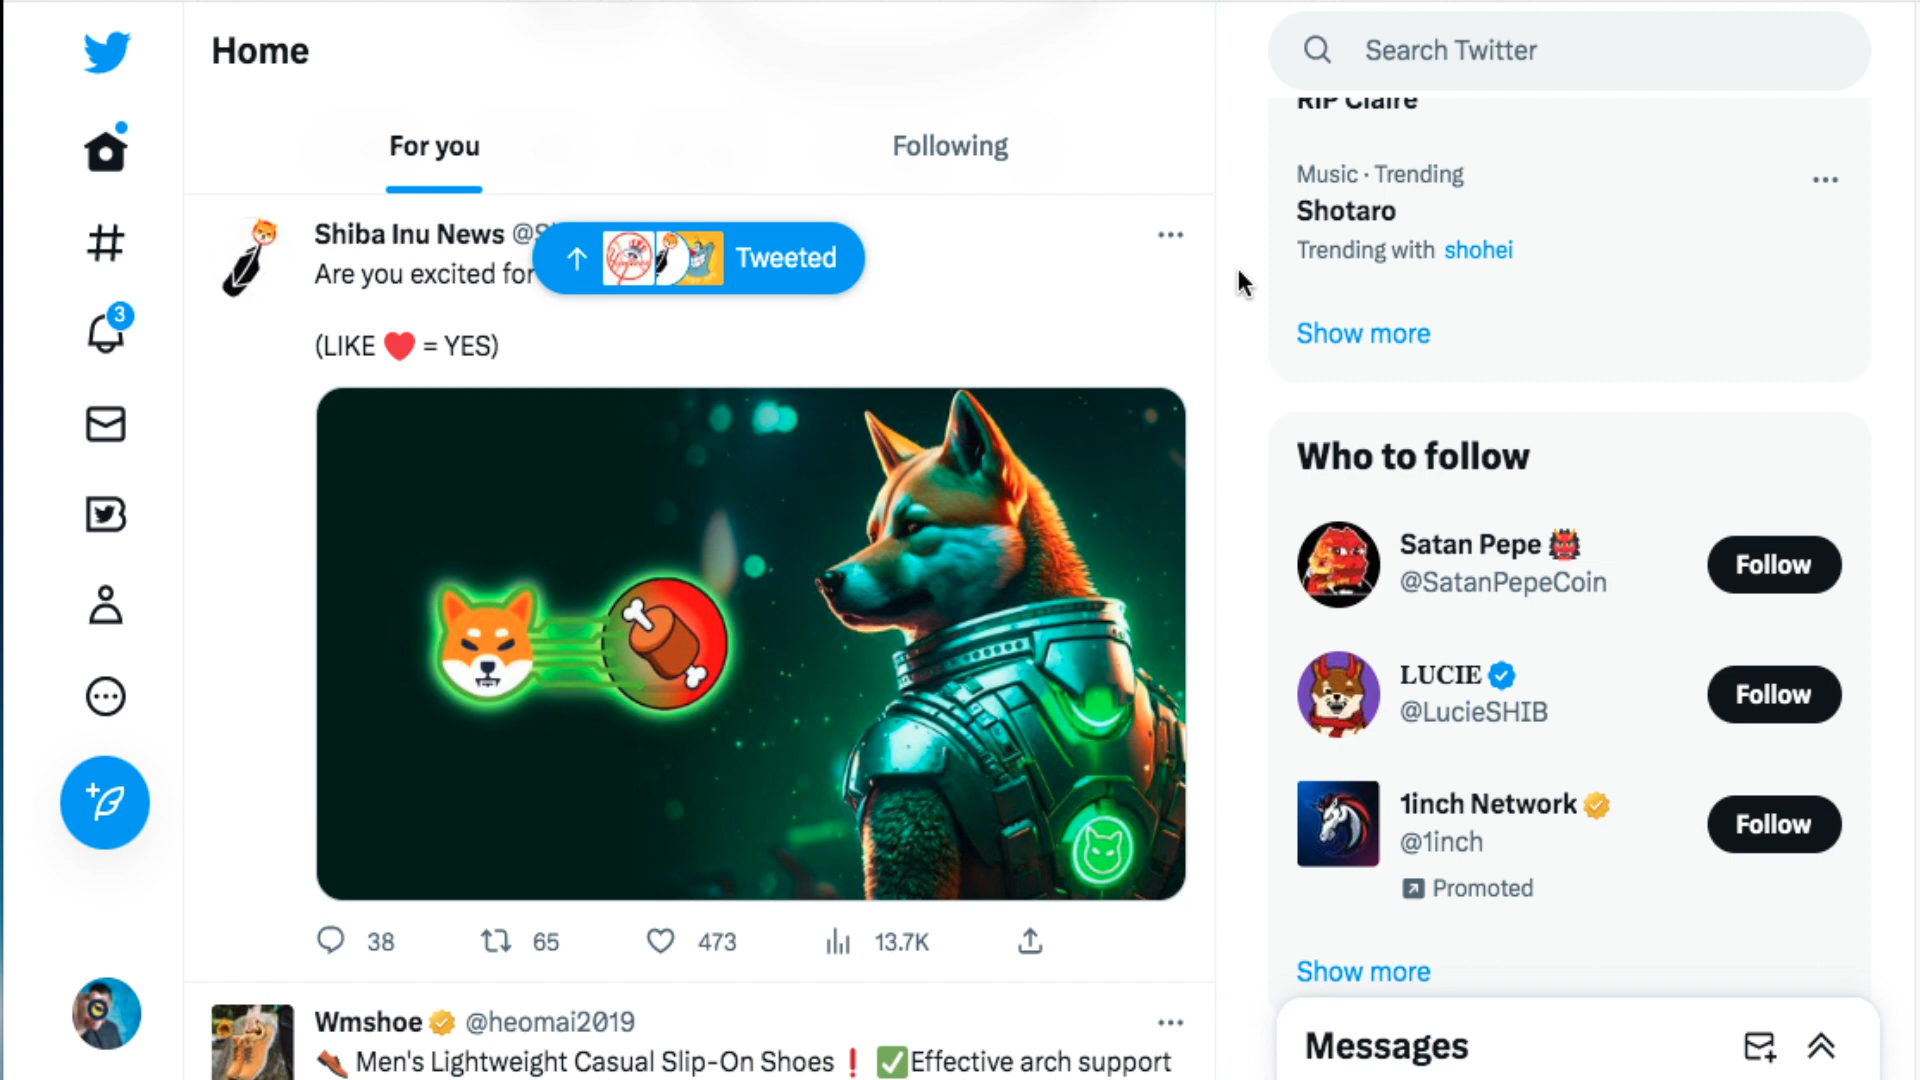 Home
For you
Following
3
Shiba Inu News
Are you excited for
Tweeted
(LIKE ❤️ = YES)
38
65
473
13.7K
Wmshoe @heomai2019
Men's Lightweight Casual Slip-On Shoes❗ ✅Effective arch support
Search Twitter
RIP Claire
Music · Trending
Shotaro
Trending with shohei
Show more
Who to follow
Satan Pepe
@SatanPepeCoin
Follow
LUCIE
@LucieSHIB
Follow
1inch Network
@1inch
Follow
Promoted
Show more
Messages